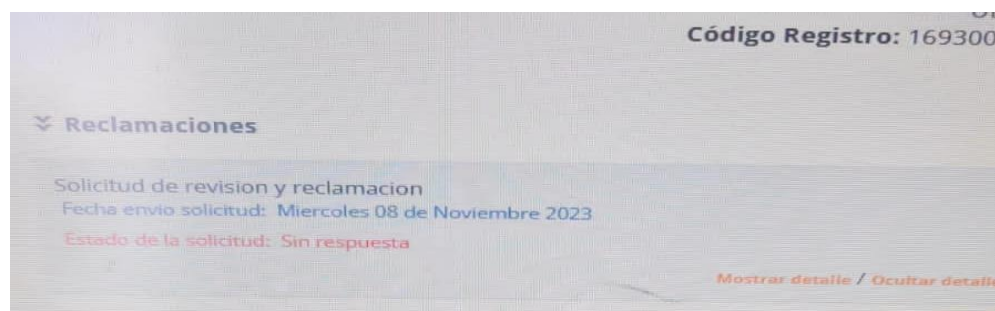 Código Registro: 169300
Reclamaciones
Solicitud de revision y reclamacion
Fecha envio solicitud: Miercoles 08 de Noviembre 2023
Estado de la solicitud: Sin respuesta
Mostrar detalle / Ocultar detalle